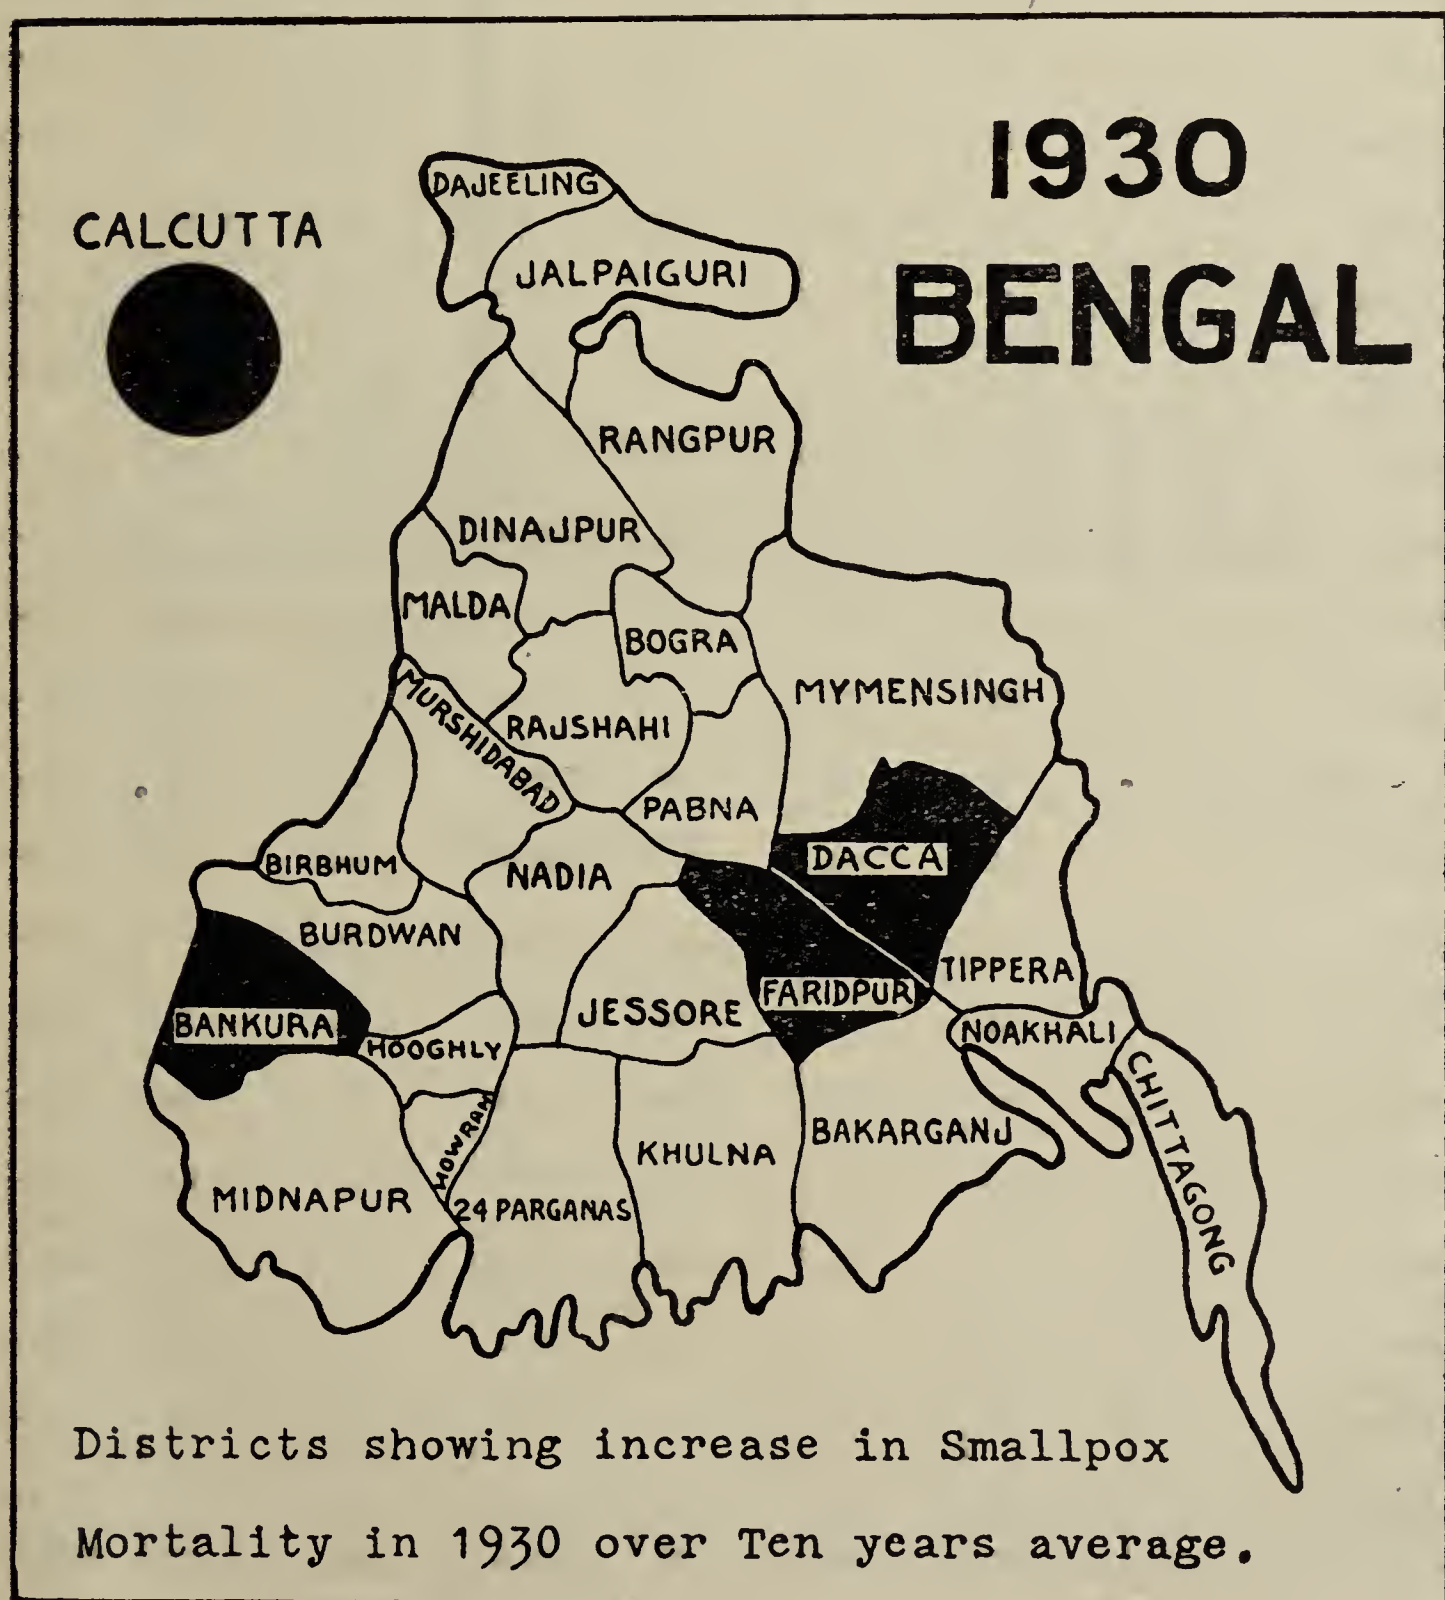 1930
BENGAL
CALCUTTA
DAJEELING
JALPAIGURI
RANGPUR
DINAJPUR
MALDA
BOGRA
MYMENSINGH
MURSHIDABAD
RAJSHAHI
PABNA
DACCA
BIRBHUM
NADIA
BURDWAN
TIPPERA
FARIDPUR
BANKURA
JESSORE
HOOGHLY
NOAKHALI
CHITTAGONG
HOWRAH
BAKARGANJ
KHULNA
MIDNAPUR
24 PARGANAS
Districts showing increase in Smallpox
Mortality in 1930 over Ten years average.